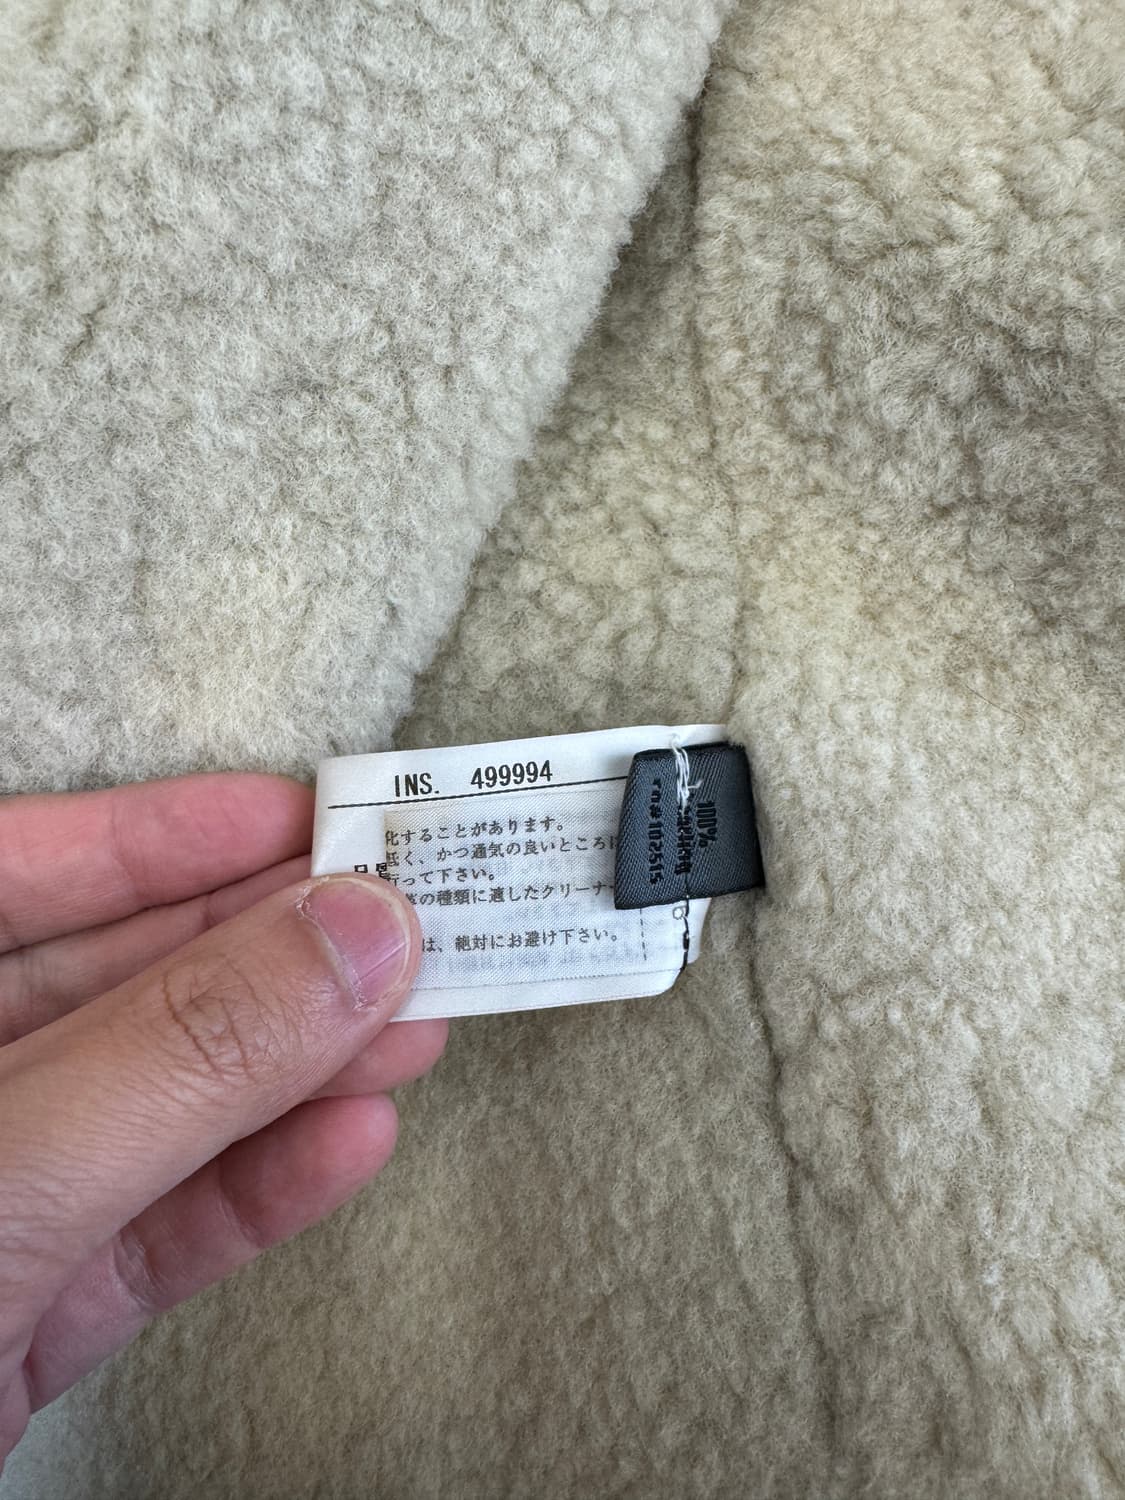 INS. 499994
化することがあります。
低く、かつ通気の良いところ
行って下さい。
の種類に適したクリーナ
は、絶対にお避け下さい。
100%